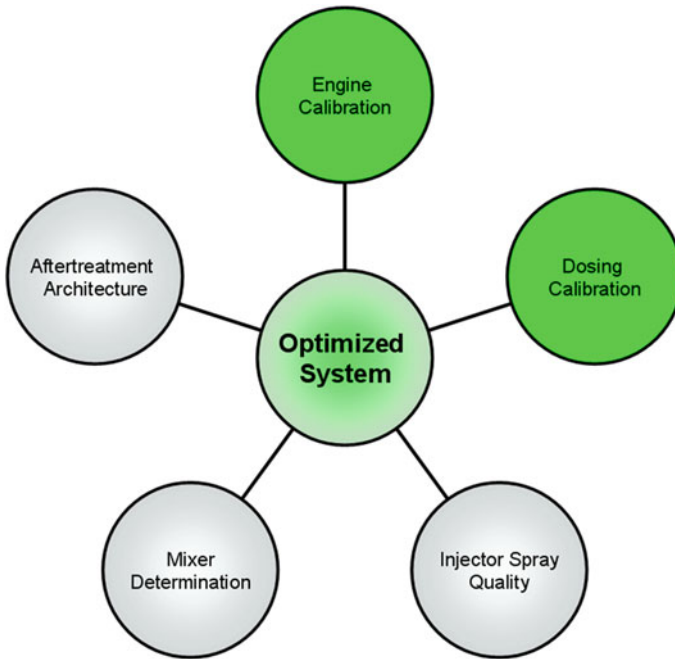 Engine
Calibration
Aftertreatment
Architecture
Dosing
Calibration
Optimized
System
Mixer
Determination
Injector Spray
Quality